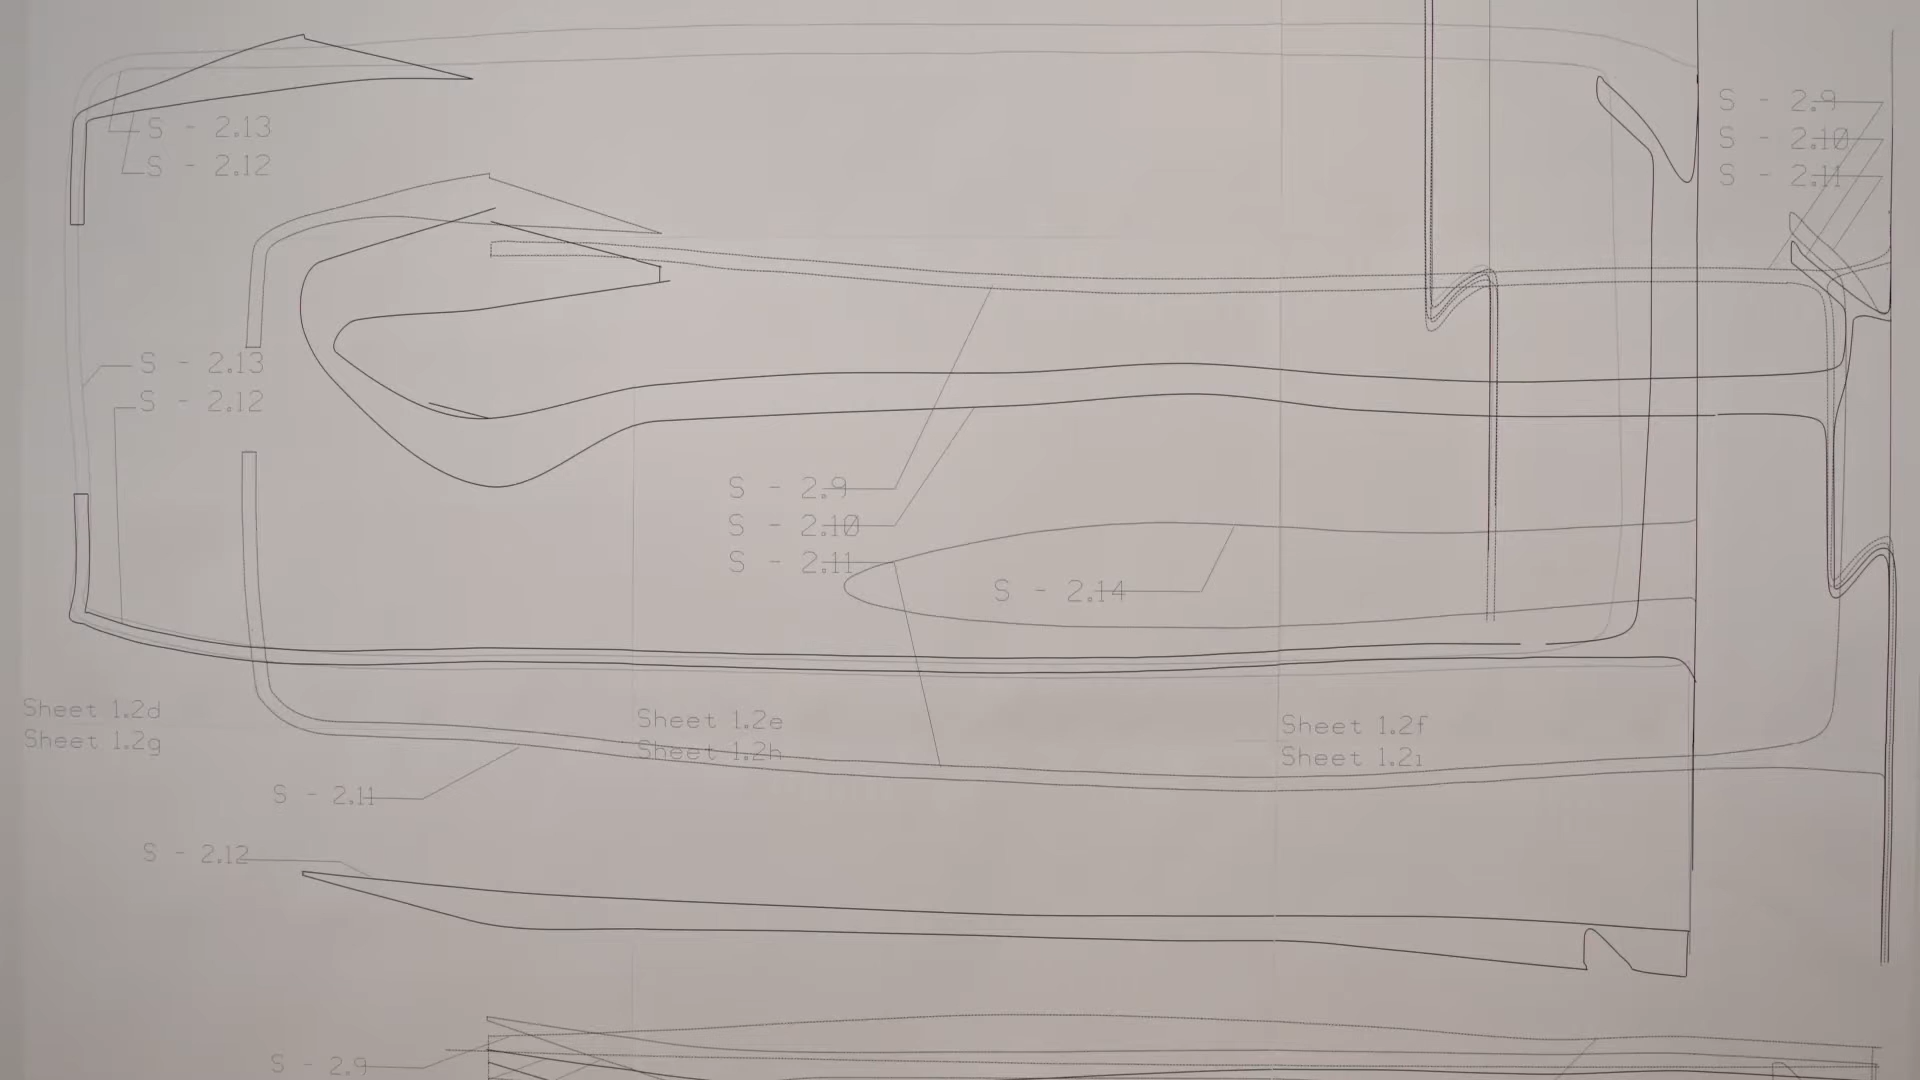 S - 2.9
S - 2.10
S - 2.11
S - 2.13
S - 2.12
S - 2.13
S - 2.12
S - 2.9
S - 2.10
S - 2.11
S - 2.14
Sheet 1.2d
Sheet 1.2g
Sheet 1.2e
Sheet 1.2h
Sheet 1.2f
Sheet 1.2i
S - 2.11
S - 2.12
S - 2.9